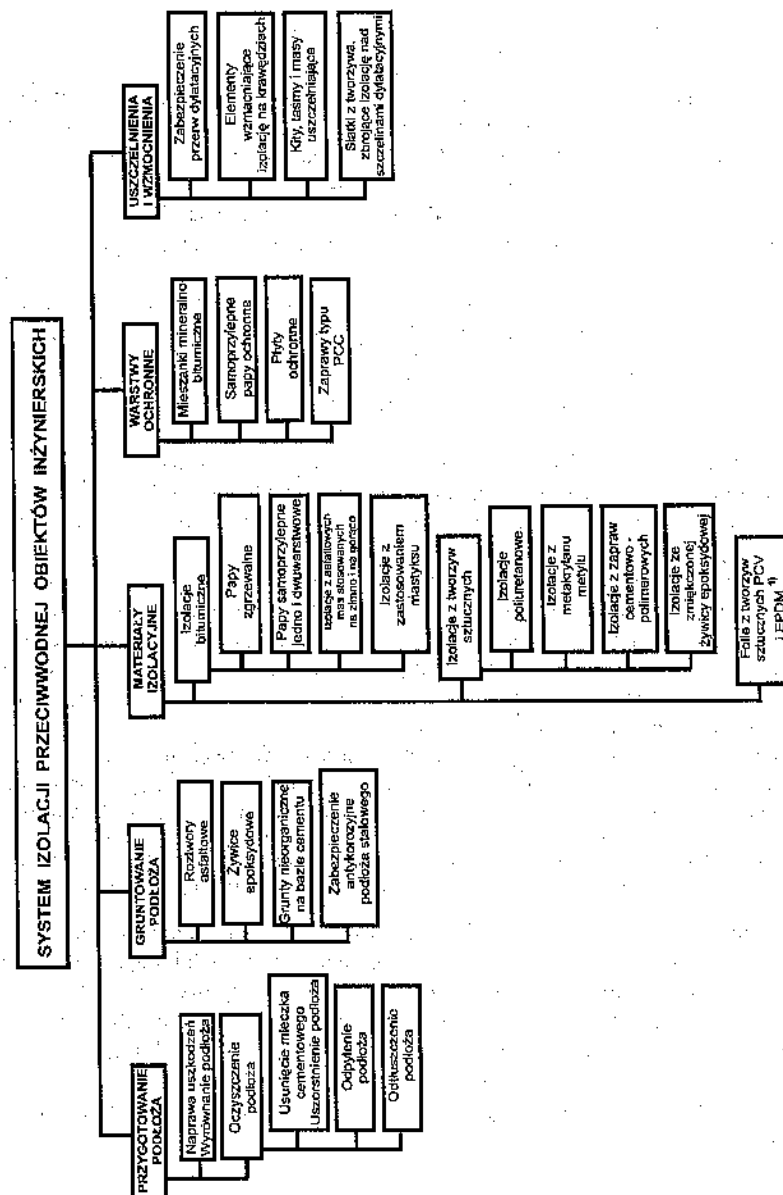 SYSTEM IZOLACJI PRZECIWWODNEJ OBIEKTÓW INŻYNIERSKICH
PRZYGOTOWANIE
PODŁOŻA
Naprawa uszkodzeń
Wyrównanie podłoża
Oczyszczenie
podłoża
Usunięcie mleczka
cementowego
Uszorstnienie podłoża
Odpylenie
podłoża
Odtłuszczenie
podłoża
GRUNTOWANIE
PODŁOŻA
Roztwory
asfaltowe
Żywice
epoksydowe
Grunty nieorganiczne
na bazie cementu
Zabezpieczenie
antykorozyjne
podłoża stalowego
MATERIAŁY
IZOLACYJNE
Izolacje
bitumiczne
Papy
zgrzewalne
Papy samoprzylepne
jedno i dwuwarstwowe
Izolacje z asfaltowych
mas stosowanych
na zimno i na gorąco
Izolacje z
zastosowaniem
mastyksu
Izolacje z tworzyw
sztucznych
Izolacje
poliuretanowe
Izolacje z
metakrylanu
metylu
Izolacje z zapraw
cementowo -
polimerowych
Izolacje ze
zmiękczonej
żywicy epoksydowej
Folie z tworzyw
sztucznych PCV
i EPDM 1)
WARSTWY
OCHRONNE
Mieszanki mineralno-
bitumiczne
Samoprzylepne
papy ochronne
Płyty
ochronne
Zaprawy typu
PCC
USZCZELNIENIA
I WZMOCNIENIA
Zabezpieczenie
przerw dylatacyjnych
Elementy
wzmacniające
izolację na krawędziach
Kity, taśmy i masy
uszczelniające
Siatki z tworzywa,
zbrojące izolację nad
szczelinami dylatacyjnymi